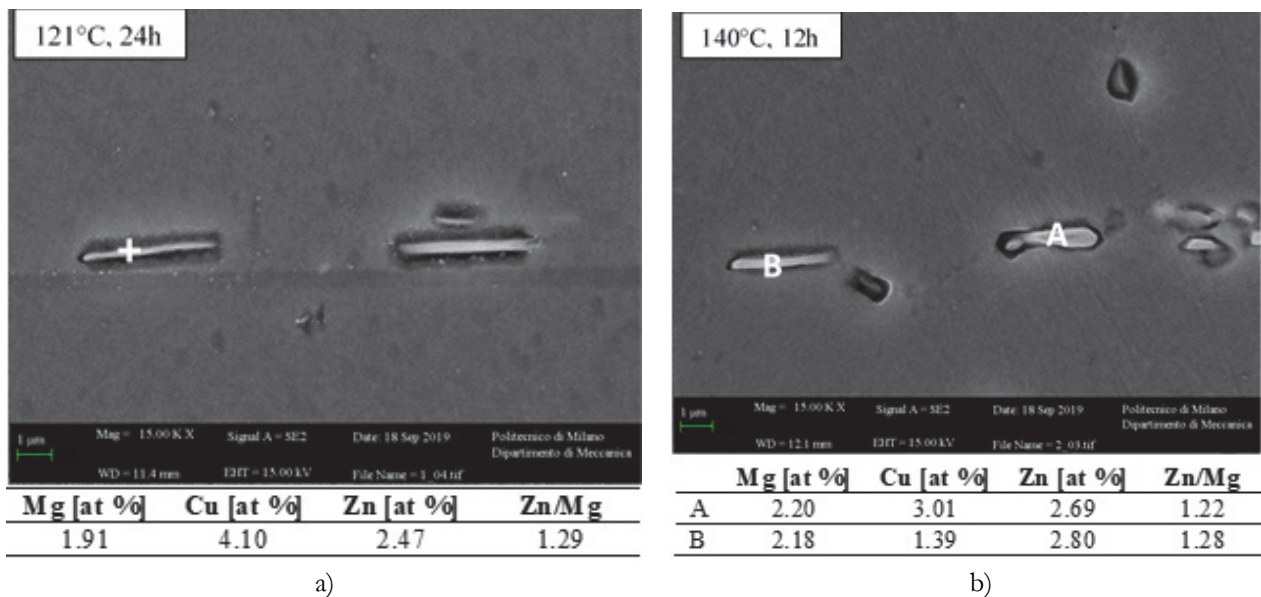 121°C, 24h
+
1 μm
Mag = 15.00 K X
Signal A = SE2
Date: 18 Sep 2019
Politecnico di Milano
Dipartimento di Meccanica
WD = 11.4 mm
EHT = 15.00 kV
File Name = 1_04.tif
Mg [at %] Cu [at %] Zn [at %] Zn/Mg
1.91 4.10 2.47 1.29
a)
140°C, 12h
A
B
1 μm
Mag = 15.00 K X
Signal A = SE2
Date: 18 Sep 2019
Politecnico di Milano
Dipartimento di Meccanica
WD = 12.1 mm
EHT = 15.00 kV
File Name = 2_03.tif
Mg [at %] Cu [at %] Zn [at %] Zn/Mg
A 2.20 3.01 2.69 1.22
B 2.18 1.39 2.80 1.28
b)